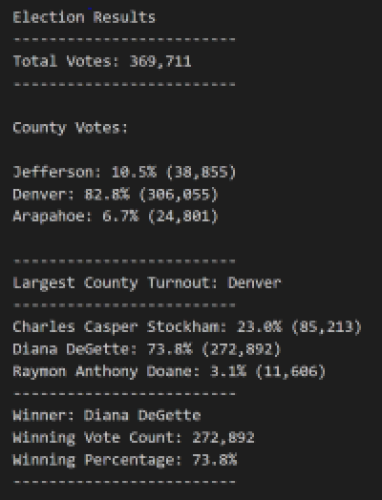 Election Results
-------------------------
Total Votes: 369,711
-------------------------
County Votes:
Jefferson: 10.5% (38,855)
Denver: 82.8% (306,055)
Arapahoe: 6.7% (24,801)
-------------------------
Largest County Turnout: Denver
-------------------------
Charles Casper Stockham: 23.0% (85,213)
Diana DeGette: 73.8% (272,892)
Raymon Anthony Doane: 3.1% (11,606)
-------------------------
Winner: Diana DeGette
Winning Vote Count: 272,892
Winning Percentage: 73.8%
-------------------------